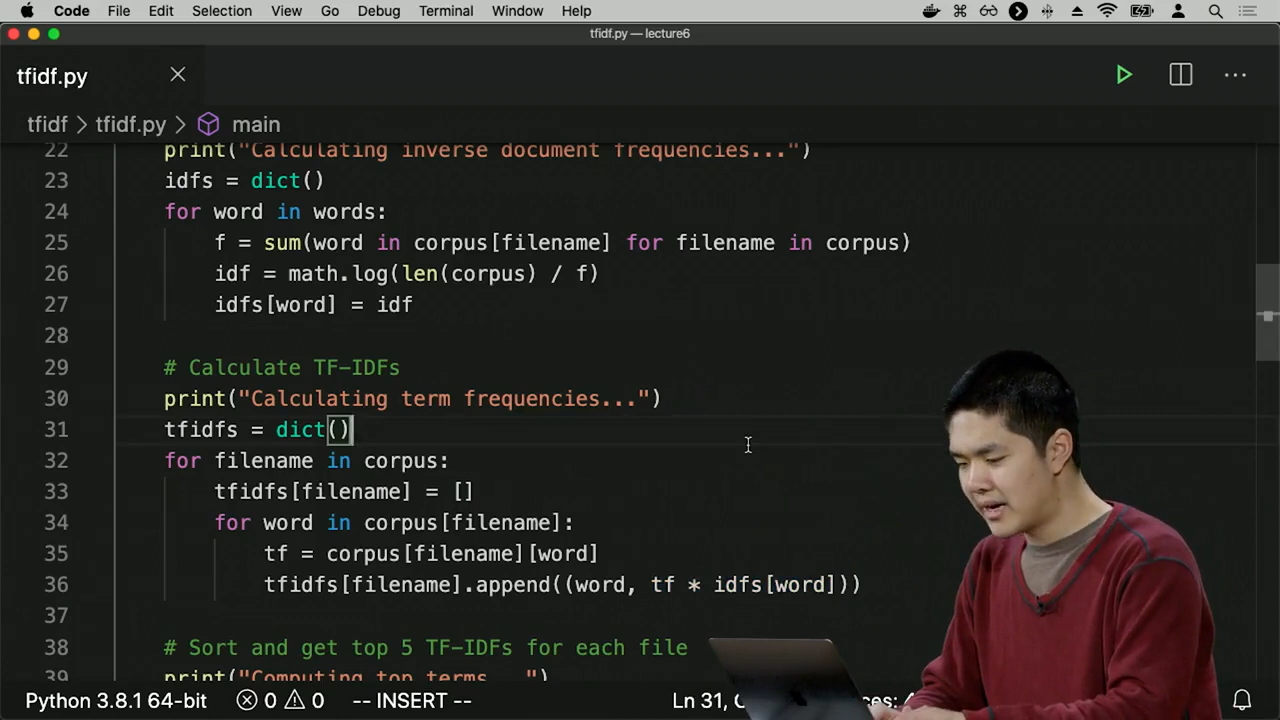 Code File Edit Selection View Go Debug Terminal Window Help
tfidf.py — lecture6
tfidf.py
tfidf > tfidf.py > main
22 print("Calculating inverse document frequencies...")
23 idfs = dict()
24 for word in words:
25 f = sum(word in corpus[filename] for filename in corpus)
26 idf = math.log(len(corpus) / f)
27 idfs[word] = idf
28
29 # Calculate TF-IDFs
30 print("Calculating term frequencies...")
31 tfidfs = dict()
32 for filename in corpus:
33 tfidfs[filename] = []
34 for word in corpus[filename]:
35 tf = corpus[filename][word]
36 tfidfs[filename].append((word, tf * idfs[word]))
37
38 # Sort and get top 5 TF-IDFs for each file
39 print("Computing top terms...")
Python 3.8.1 64-bit 0 0 -- INSERT -- Ln 31,